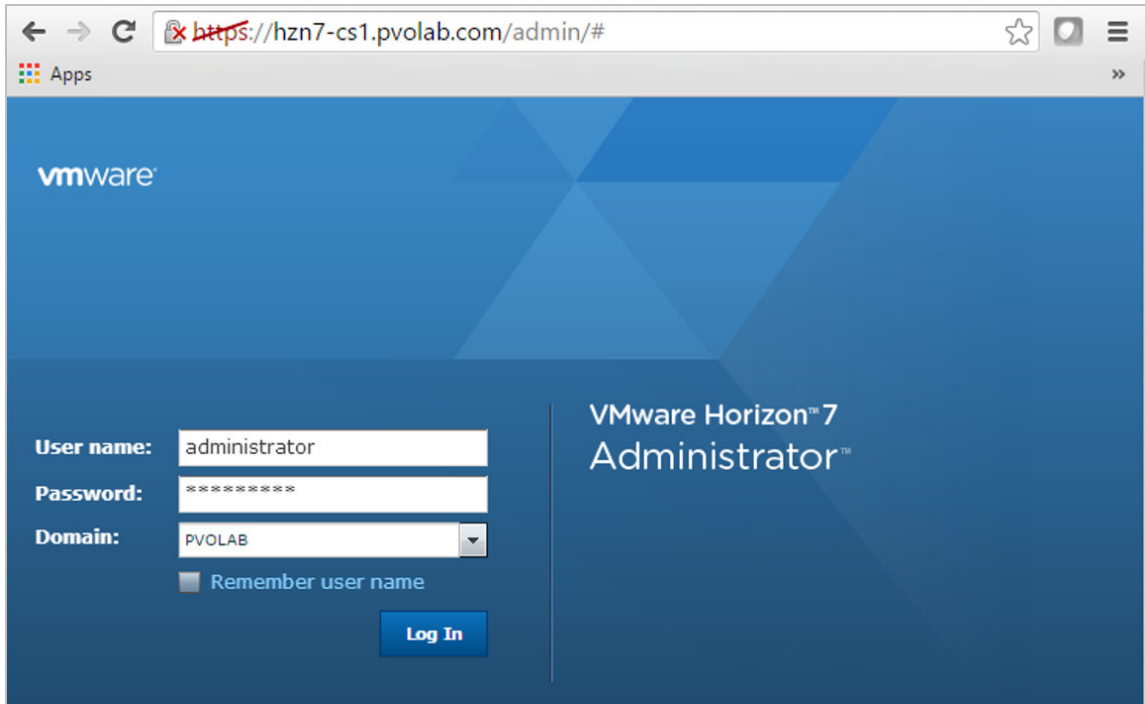 https://hzn7-cs1.pvolab.com/admin/#
Apps
»
vmware®
VMware Horizon™ 7
Administrator™
User name: administrator
Password: *********
Domain: PVOLAB
Remember user name
Log In